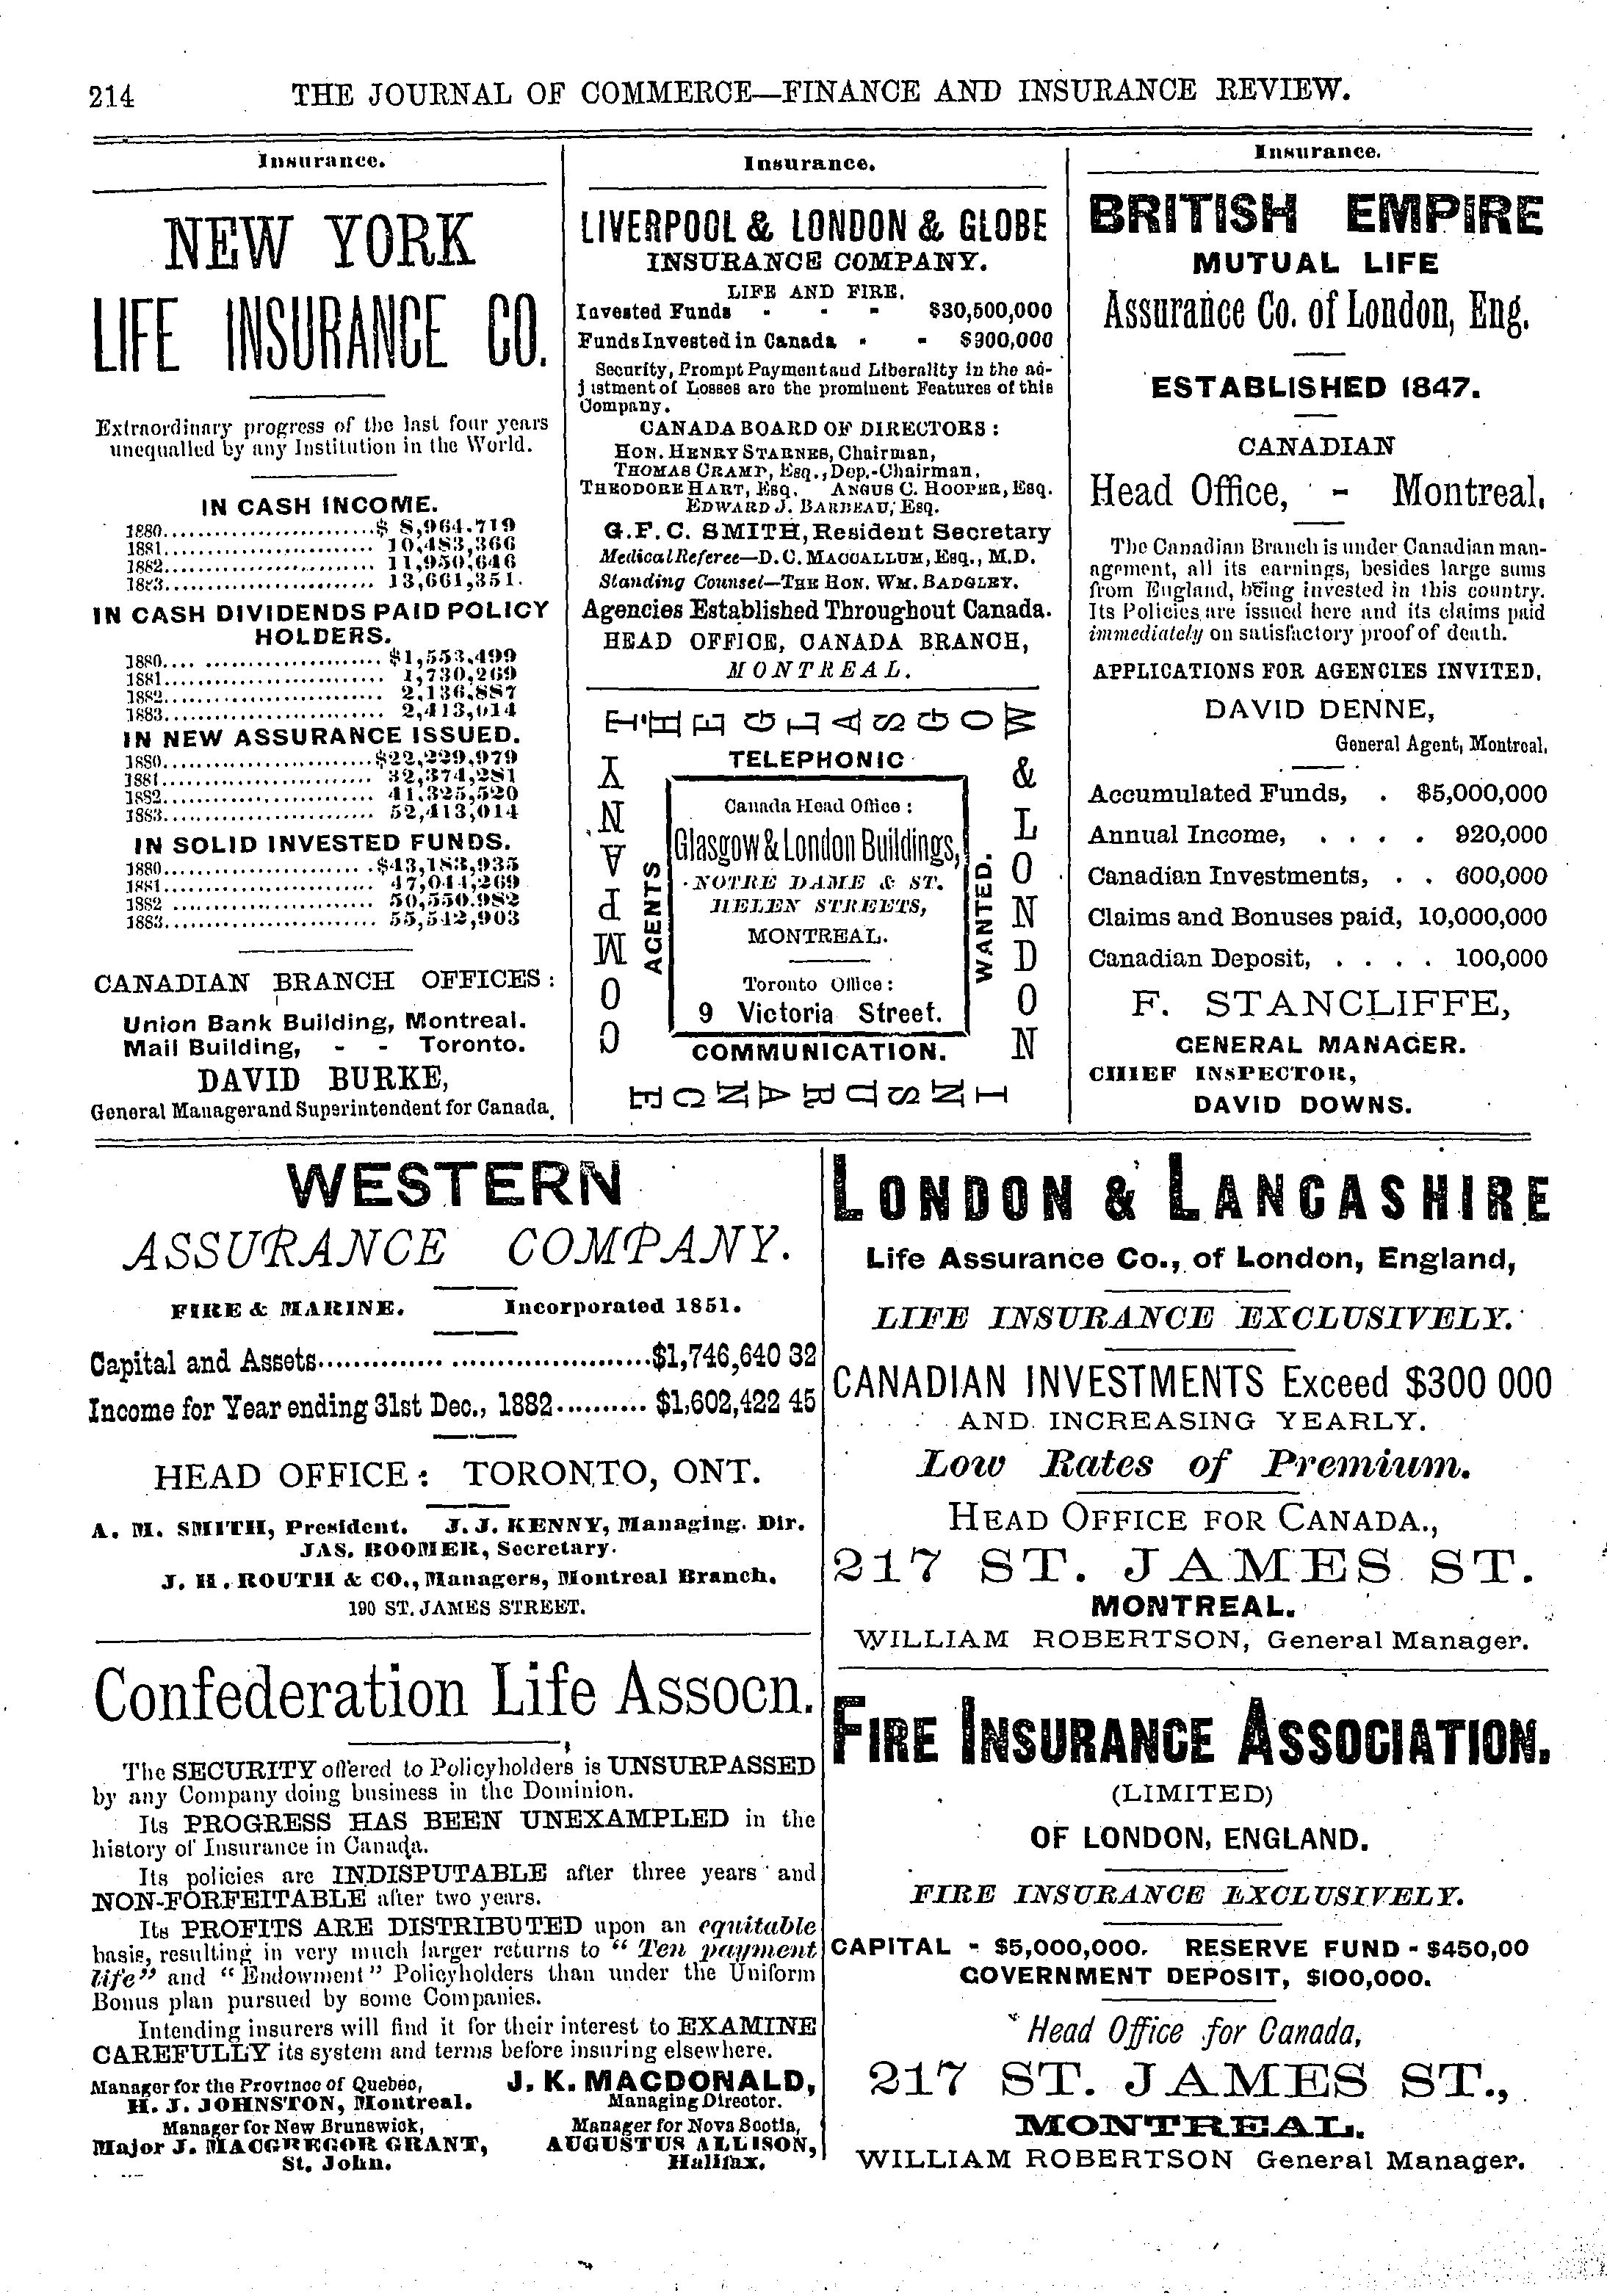 214 THE JOURNAL OF COMMERCE—FINANCE AND INSURANCE REVIEW.
Insurance.
NEW YORK
LIFE INSURANCE CO.
Extraordinary progress of the last four years
unequalled by any Institution in the World.
IN CASH INCOME.
1880........................$ 8,964.719
1881........................ 10,483,366
1882........................ 11,950,646
1883........................ 13,661,351.
IN CASH DIVIDENDS PAID POLICY
HOLDERS.
1880.... ....................$1,553.499
1881......................... 1,730,269
1882......................... 2.136,887
1883......................... 2,413,014
IN NEW ASSURANCE ISSUED.
1880........................$22,229,979
1881........................ 32,374,281
1882........................ 41,325,520
1883........................ 52,413,014
IN SOLID INVESTED FUNDS.
1880........................$43,183,935
1881........................ 47,044,269
1882 ....................... 50,550.982
1883........................ 55,542,903
CANADIAN BRANCH OFFICES:
Union Bank Building, Montreal.
Mail Building, - - Toronto.
DAVID BURKE,
General Manager and Superintendent for Canada.
Insurance.
LIVERPOOL & LONDON & GLOBE
INSURANCE COMPANY.
LIFE AND FIRE.
Invested Funds - - - $30,500,000
Funds Invested in Canada - - $900,000
Security, Prompt Payment and Liberality in the ad-
justment of Losses are the prominent Features of this
Company.
CANADA BOARD OF DIRECTORS:
HON. HENRY STARNES, Chairman,
THOMAS CRAMP, Esq., Dep.-Chairman,
THEODORE HART, Esq. ANGUS C. HOOPER, Esq.
EDWARD J. BARBEAU, Esq.
G. F. C. SMITH, Resident Secretary
Medical Referee—D. C. MACCALLUM, Esq., M.D.
Standing Counsel—THE HON. WM. BADGLEY.
Agencies Established Throughout Canada.
HEAD OFFICE, CANADA BRANCH,
MONTREAL.
THE GLASGOW
& LONDON
INSURANCE
COMPANY
TELEPHONIC
AGENTS
Canada Head Office:
Glasgow & London Buildings,
NOTRE DAME & ST.
HELEN STREETS,
MONTREAL.
Toronto Office:
9 Victoria Street.
WANTED.
COMMUNICATION.
Insurance.
BRITISH EMPIRE
MUTUAL LIFE
Assurance Co. of London, Eng.
ESTABLISHED 1847.
CANADIAN
Head Office, - Montreal.
The Canadian Branch is under Canadian man-
agement, all its earnings, besides large sums
from England, being invested in this country.
Its Policies are issued here and its claims paid
immediately on satisfactory proof of death.
APPLICATIONS FOR AGENCIES INVITED.
DAVID DENNE,
General Agent, Montreal.
Accumulated Funds, . $5,000,000
Annual Income, . . . . 920,000
Canadian Investments, . . 600,000
Claims and Bonuses paid, 10,000,000
Canadian Deposit, . . . . 100,000
F. STANCLIFFE,
GENERAL MANAGER.
CHIEF INSPECTOR,
DAVID DOWNS.
WESTERN
ASSURANCE COMPANY.
FIRE & MARINE. Incorporated 1851.
Capital and Assets....................................$1,746,640 32
Income for Year ending 31st Dec., 1882.......... $1,602,422 45
HEAD OFFICE: TORONTO, ONT.
A. M. SMITH, President. J. J. KENNY, Managing. Dir.
JAS. BOOMER, Secretary.
J. H. ROUTH & CO., Managers, Montreal Branch.
190 ST. JAMES STREET.
Confederation Life Assocn.
The SECURITY offered to Policyholders is UNSURPASSED
by any Company doing business in the Dominion.
Its PROGRESS HAS BEEN UNEXAMPLED in the
history of Insurance in Canada.
Its policies are INDISPUTABLE after three years and
NON-FORFEITABLE after two years.
Its PROFITS ARE DISTRIBUTED upon an equitable
basis, resulting in very much larger returns to "Ten payment
life" and "Endowment" Policyholders than under the Uniform
Bonus plan pursued by some Companies.
Intending insurers will find it for their interest to EXAMINE
CAREFULLY its system and terms before insuring elsewhere.
Manager for the Province of Quebec,
H. J. JOHNSTON, Montreal.
J. K. MACDONALD,
Managing Director.
Manager for New Brunswick,
Major J. MACGREGOR GRANT,
St. John.
Manager for Nova Scotia,
AUGUSTUS ALLISON,
Halifax.
LONDON & LANCASHIRE
Life Assurance Co., of London, England,
LIFE INSURANCE EXCLUSIVELY.
CANADIAN INVESTMENTS Exceed $300 000
AND INCREASING YEARLY.
Low Rates of Premium.
HEAD OFFICE FOR CANADA.,
217 ST. JAMES ST.
MONTREAL.
WILLIAM ROBERTSON, General Manager.
FIRE INSURANCE ASSOCIATION.
(LIMITED)
OF LONDON, ENGLAND.
FIRE INSURANCE EXCLUSIVELY.
CAPITAL - $5,000,000. RESERVE FUND - $450,00
GOVERNMENT DEPOSIT, $100,000.
Head Office for Canada,
217 ST. JAMES ST.,
MONTREAL.
WILLIAM ROBERTSON General Manager.